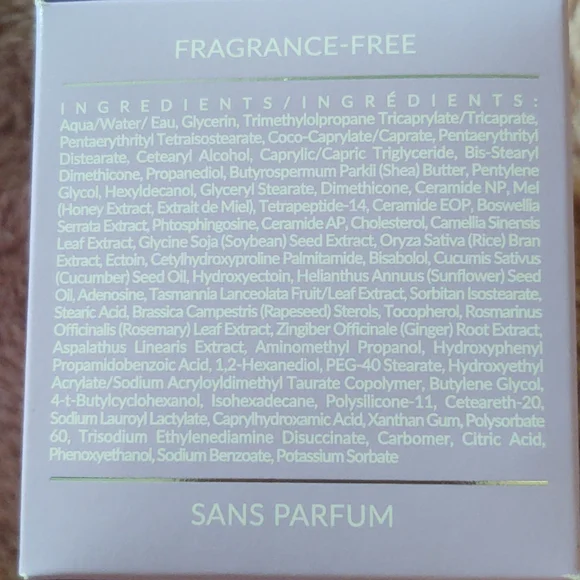 FRAGRANCE-FREE
INGREDIENTS/INGRÉDIENTS:
Aqua/Water/ Eau, Glycerin, Trimethylolpropane Tricaprylate/Tricaprate,
Pentaerythrityl Tetraisostearate, Coco-Caprylate/Caprate, Pentaerythrityl
Distearate, Cetearyl Alcohol, Caprylic/Capric Triglyceride, Bis-Stearyl
Dimethicone, Propanediol, Butyrospermum Parkii (Shea) Butter, Pentylene
Glycol, Hexyldecanol, Glyceryl Stearate, Dimethicone, Ceramide NP, Mel
(Honey Extract, Extrait de Miel), Tetrapeptide-14, Ceramide EOP, Boswellia
Serrata Extract, Phtosphingosine, Ceramide AP, Cholesterol, Camellia Sinensis
Leaf Extract, Glycine Soja (Soybean) Seed Extract, Oryza Sativa (Rice) Bran
Extract, Ectoin, Cetylhydroxyproline Palmitamide, Bisabolol, Cucumis Sativus
(Cucumber) Seed Oil, Hydroxyectoin, Helianthus Annuus (Sunflower) Seed
Oil, Adenosine, Tasmannia Lanceolata Fruit/Leaf Extract, Sorbitan Isostearate,
Stearic Acid, Brassica Campestris (Rapeseed) Sterols, Tocopherol, Rosmarinus
Officinalis (Rosemary) Leaf Extract, Zingiber Officinale (Ginger) Root Extract,
Aspalathus Linearis Extract, Aminomethyl Propanol, Hydroxyphenyl
Propamidobenzoic Acid, 1,2-Hexanediol, PEG-40 Stearate, Hydroxyethyl
Acrylate/Sodium Acryloyldimethyl Taurate Copolymer, Butylene Glycol,
4-t-Butylcyclohexanol, Isohexadecane, Polysilicone-11, Ceteareth-20,
Sodium Lauroyl Lactylate, Caprylhydroxamic Acid, Xanthan Gum, Polysorbate
60, Trisodium Ethylenediamine Disuccinate, Carbomer, Citric Acid,
Phenoxyethanol, Sodium Benzoate, Potassium Sorbate
SANS PARFUM